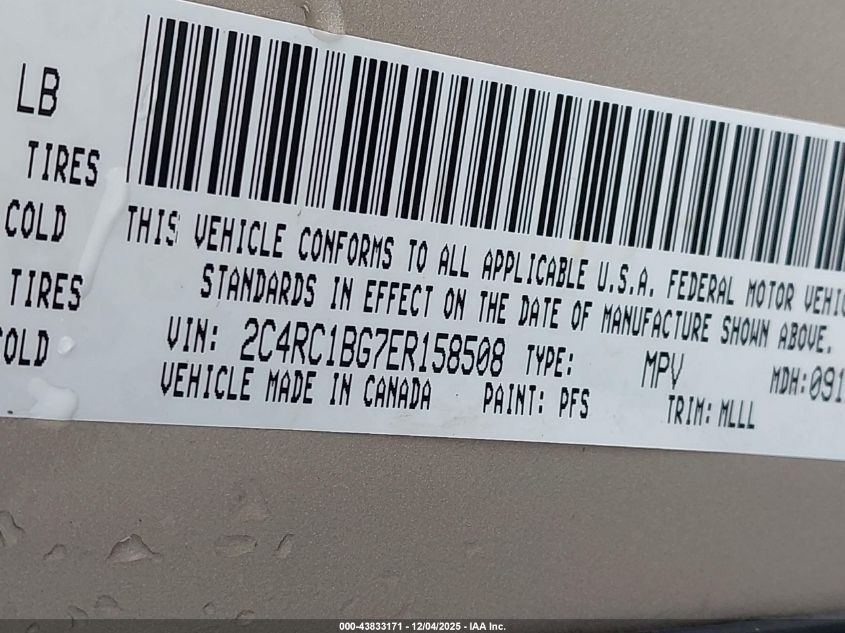 LB
TIRES
COLD
TIRES
COLD
THIS VEHICLE CONFORMS TO ALL APPLICABLE U.S.A. FEDERAL MOTOR
STANDARDS IN EFFECT ON THE DATE OF MANUFACTURE SHOWN ABOVE.
VIN: 2C4RC1BG7ER158508 TYPE: MPV MDH:091
VEHICLE MADE IN CANADA PAINT: PFS TRIM: MLLL
000-43833171 - 12/04/2025 - IAA Inc.